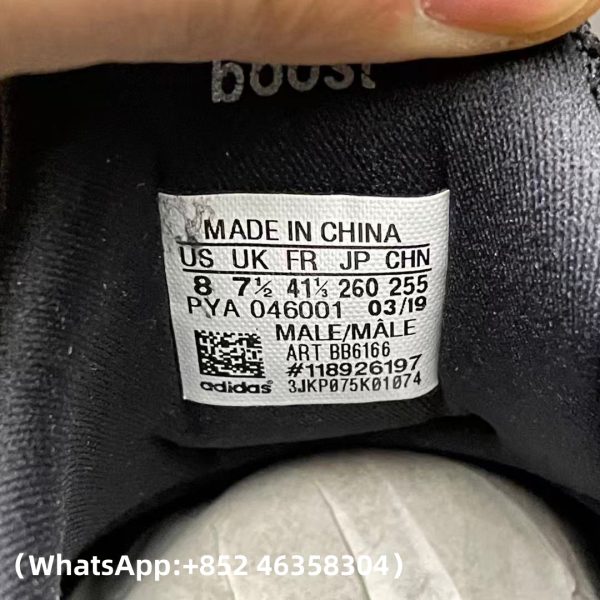 boost
MADE IN CHINA
US UK FR JP CHN
8 7½ 41⅓ 260 255
PYA 046001 03/19
MALE/MÂLE
ART BB6166
#118926197
adidas 3JKP075K01074
(WhatsApp:+852 46358304)